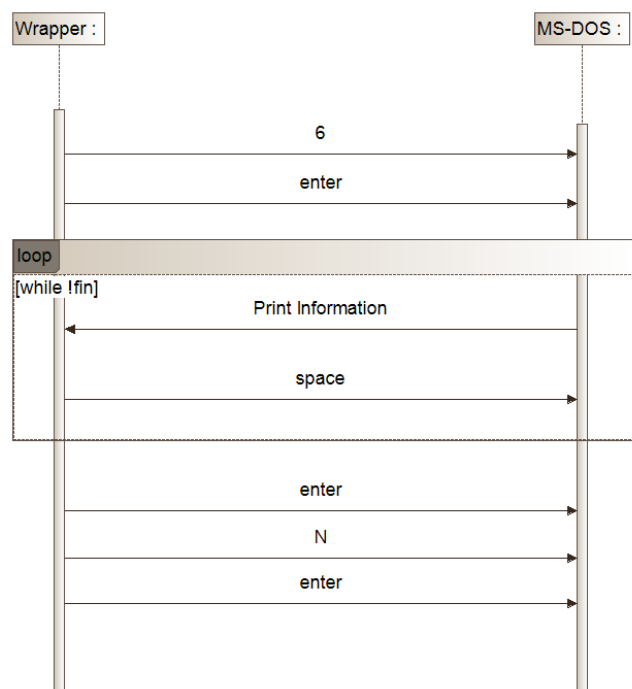 Wrapper :
MS-DOS :
6
enter
loop
[while !fin]
Print Information
space
enter
N
enter